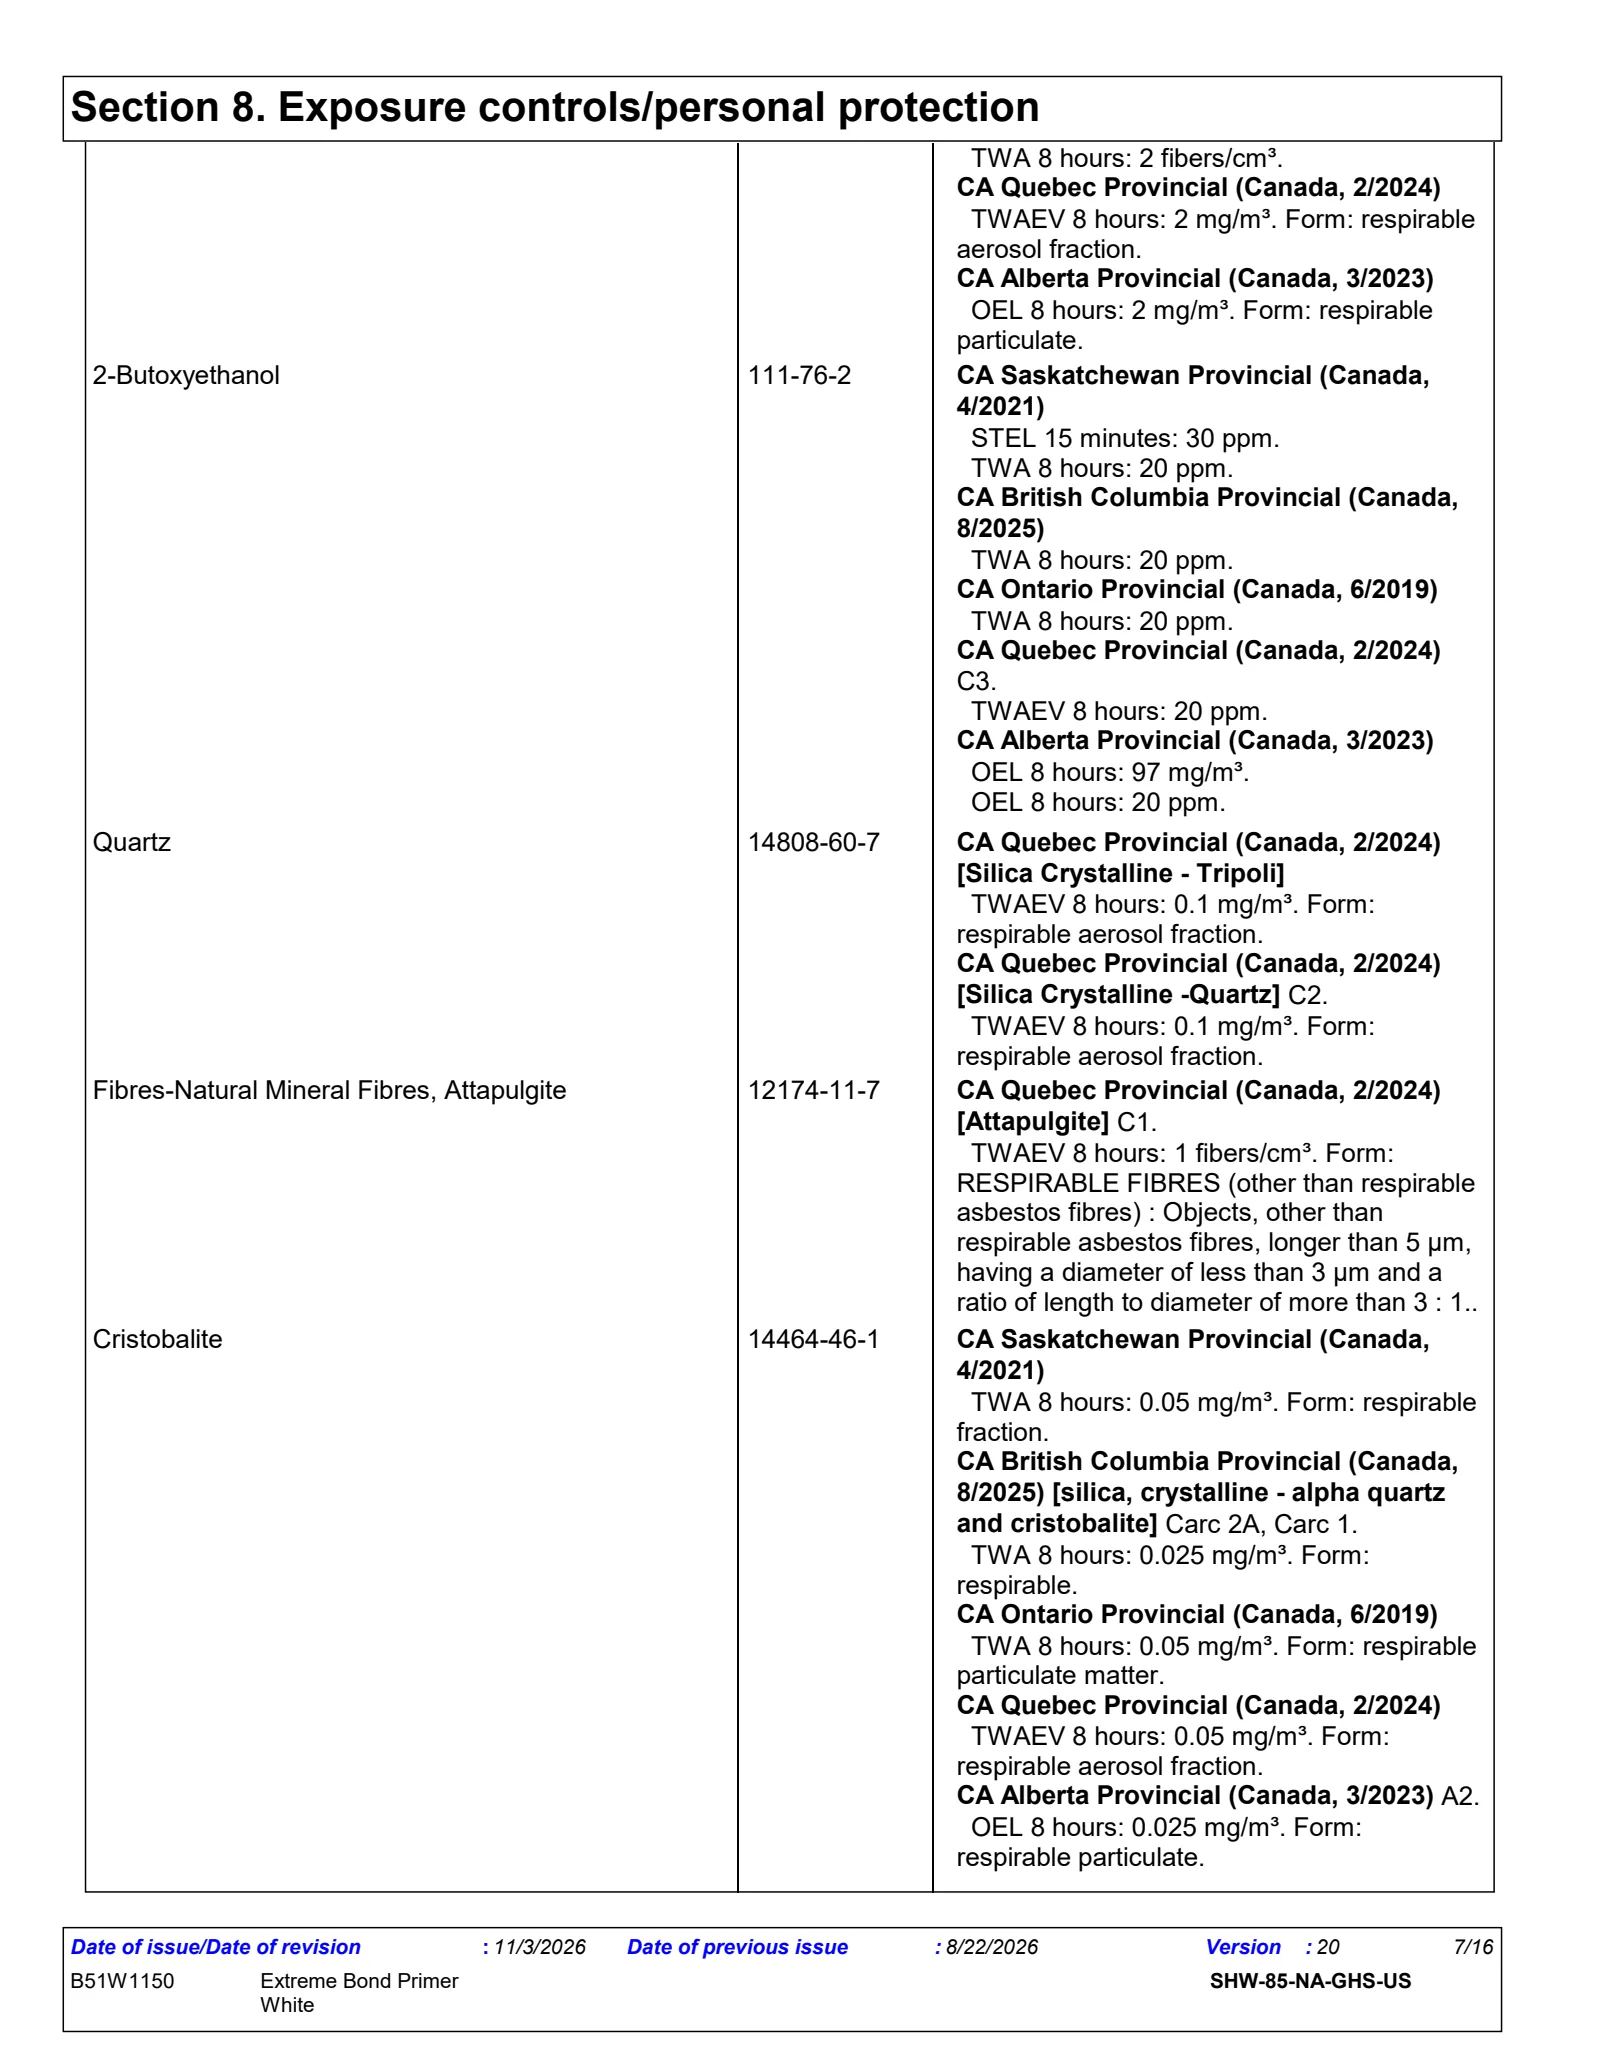 Section 8. Exposure controls/personal protection
TWA 8 hours: 2 fibers/cm³.
CA Quebec Provincial (Canada, 2/2024)
TWAEV 8 hours: 2 mg/m³. Form: respirable
aerosol fraction.
CA Alberta Provincial (Canada, 3/2023)
OEL 8 hours: 2 mg/m³. Form: respirable
particulate.
2-Butoxyethanol 111-76-2 CA Saskatchewan Provincial (Canada,
4/2021)
STEL 15 minutes: 30 ppm.
TWA 8 hours: 20 ppm.
CA British Columbia Provincial (Canada,
8/2025)
TWA 8 hours: 20 ppm.
CA Ontario Provincial (Canada, 6/2019)
TWA 8 hours: 20 ppm.
CA Quebec Provincial (Canada, 2/2024)
C3.
TWAEV 8 hours: 20 ppm.
CA Alberta Provincial (Canada, 3/2023)
OEL 8 hours: 97 mg/m³.
OEL 8 hours: 20 ppm.
Quartz 14808-60-7 CA Quebec Provincial (Canada, 2/2024)
[Silica Crystalline - Tripoli]
TWAEV 8 hours: 0.1 mg/m³. Form:
respirable aerosol fraction.
CA Quebec Provincial (Canada, 2/2024)
[Silica Crystalline -Quartz] C2.
TWAEV 8 hours: 0.1 mg/m³. Form:
respirable aerosol fraction.
Fibres-Natural Mineral Fibres, Attapulgite 12174-11-7 CA Quebec Provincial (Canada, 2/2024)
[Attapulgite] C1.
TWAEV 8 hours: 1 fibers/cm³. Form:
RESPIRABLE FIBRES (other than respirable
asbestos fibres) : Objects, other than
respirable asbestos fibres, longer than 5 µm,
having a diameter of less than 3 µm and a
ratio of length to diameter of more than 3 : 1..
Cristobalite 14464-46-1 CA Saskatchewan Provincial (Canada,
4/2021)
TWA 8 hours: 0.05 mg/m³. Form: respirable
fraction.
CA British Columbia Provincial (Canada,
8/2025) [silica, crystalline - alpha quartz
and cristobalite] Carc 2A, Carc 1.
TWA 8 hours: 0.025 mg/m³. Form:
respirable.
CA Ontario Provincial (Canada, 6/2019)
TWA 8 hours: 0.05 mg/m³. Form: respirable
particulate matter.
CA Quebec Provincial (Canada, 2/2024)
TWAEV 8 hours: 0.05 mg/m³. Form:
respirable aerosol fraction.
CA Alberta Provincial (Canada, 3/2023) A2.
OEL 8 hours: 0.025 mg/m³. Form:
respirable particulate.
Date of issue/Date of revision : 11/3/2026 Date of previous issue : 8/22/2026 Version : 20 7/16
B51W1150 Extreme Bond Primer SHW-85-NA-GHS-US
White